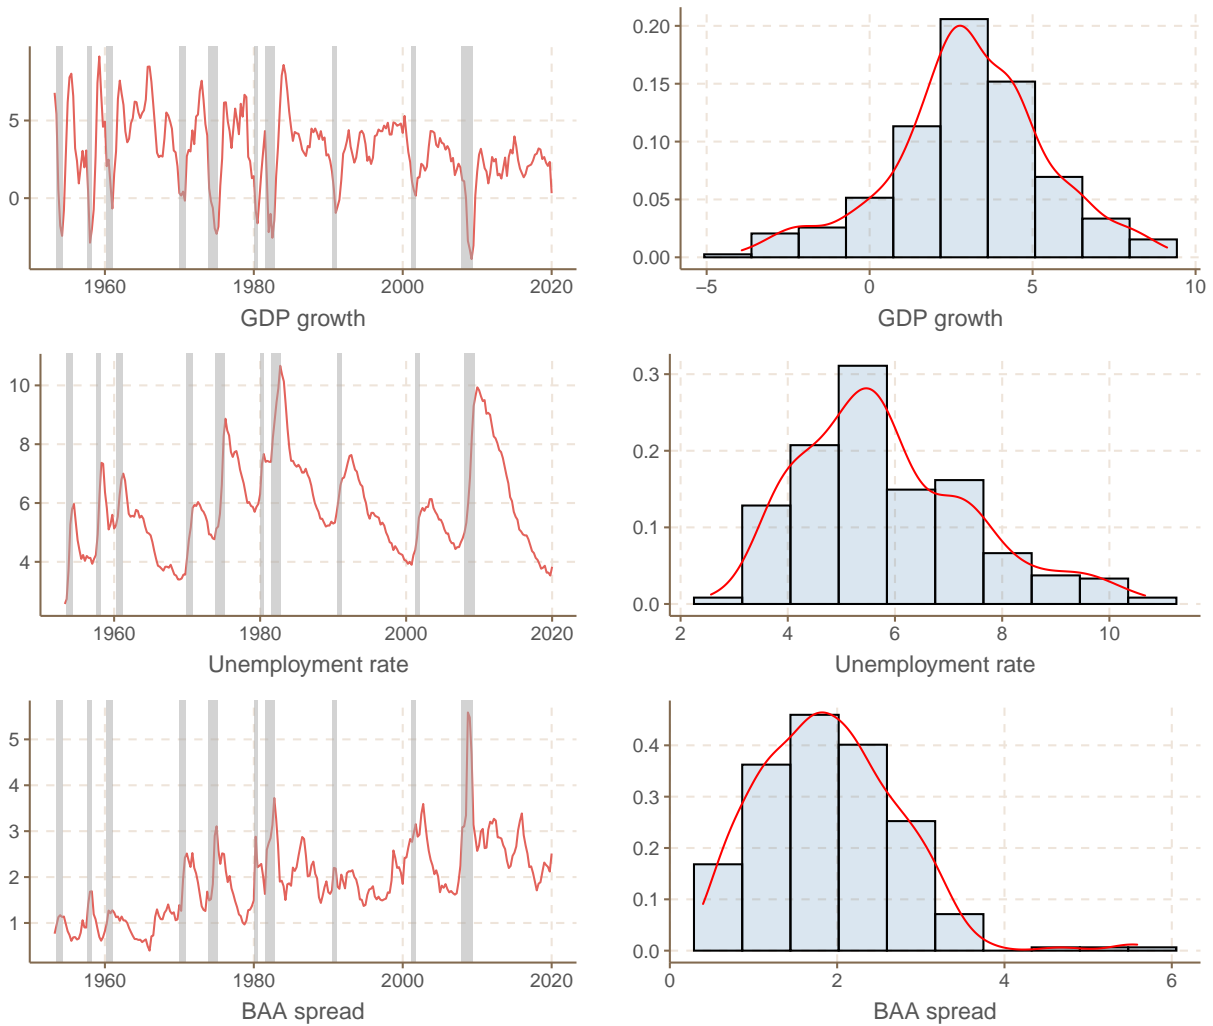 5
0
1960 1980 2000 2020
GDP growth
0.20
0.15
0.10
0.05
0.00
−5 0 5 10
GDP growth
10
8
6
4
1960 1980 2000 2020
Unemployment rate
0.3
0.2
0.1
0.0
2 4 6 8 10
Unemployment rate
5
4
3
2
1
1960 1980 2000 2020
BAA spread
0.4
0.3
0.2
0.1
0.0
0 2 4 6
BAA spread